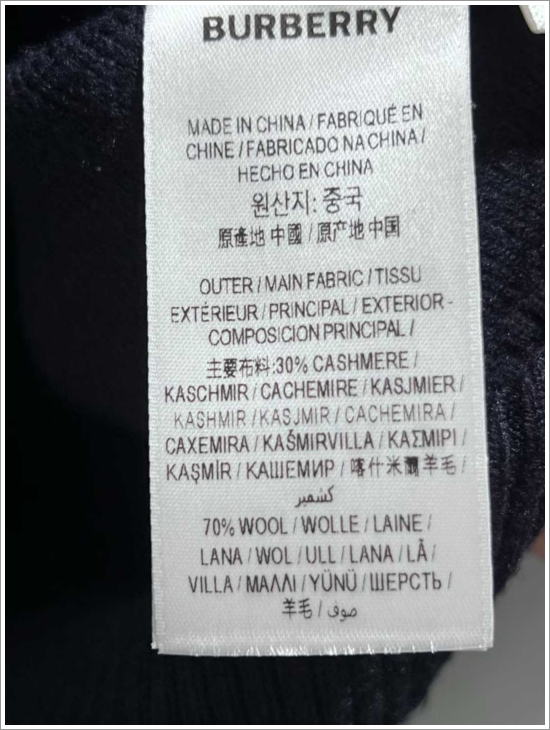 BURBERRY
MADE IN CHINA / FABRIQUÉ EN
CHINE / FABRICADO NA CHINA /
HECHO EN CHINA
원산지: 중국
原產地 中國 / 原产地 中国
OUTER / MAIN FABRIC / TISSU
EXTÉRIEUR / PRINCIPAL / EXTERIOR -
COMPOSICION PRINCIPAL /
主要布料:30% CASHMERE /
KASCHMIR / CACHEMIRE / KASJMIER /
KASHMIR / KASJMIR / CACHEMIRA /
CAXEMIRA / KAŠMIRVILLA / ΚΑΣΜΙΡΙ /
KAŞMİR / КАШЕМИР / 喀什米爾羊毛 /
كشمير
70% WOOL / WOLLE / LAINE /
LANA / WOL / ULL / LANA / LÃ /
VILLA / ΜΑΛΛΙ / YÜNÜ / ШЕРСТЬ /
羊毛 / صوف /